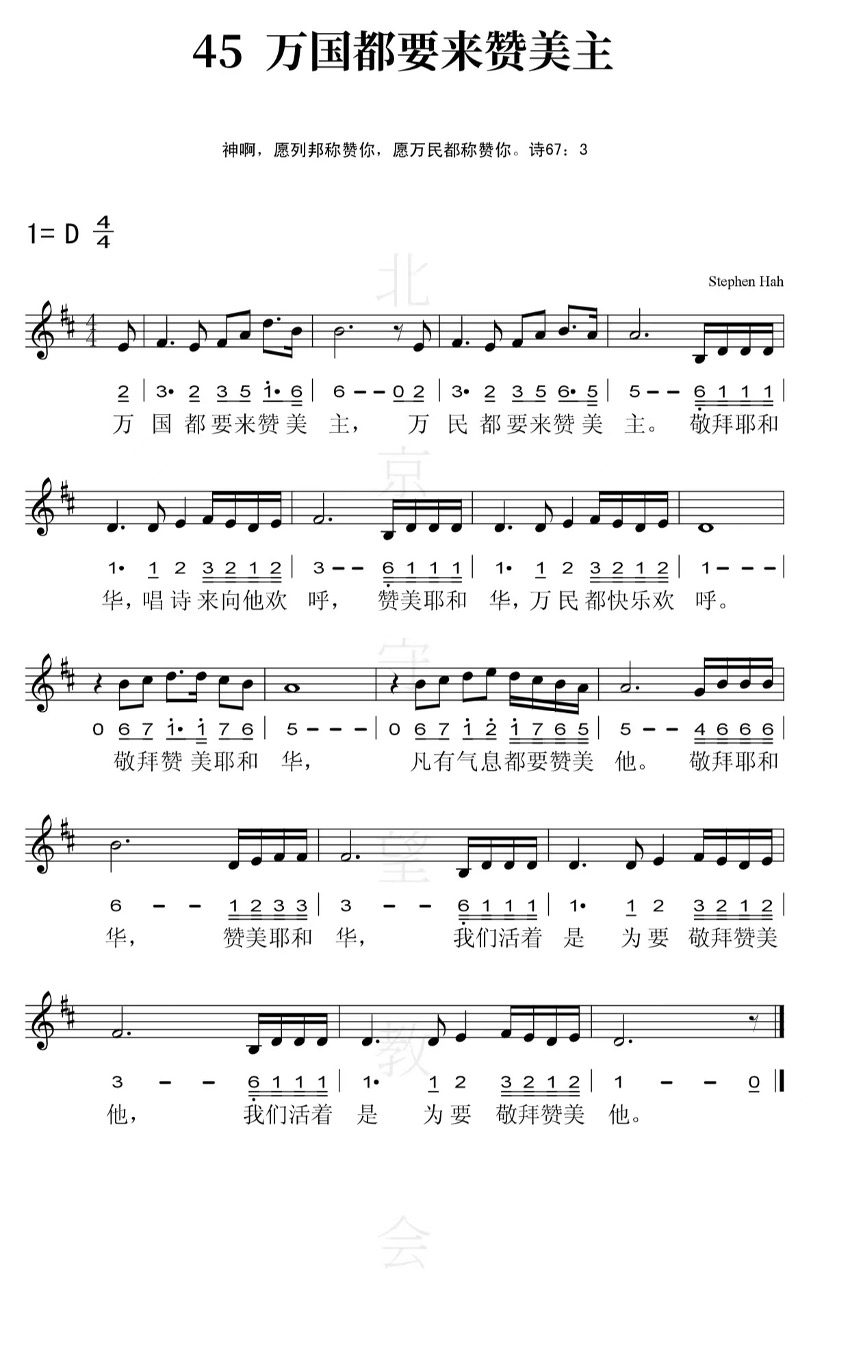 45 万国都要来赞美主
神啊，愿列邦称赞你，愿万民都称赞你。诗67：3
1= D 4/4
Stephen Hah
2 | 3• 2 3 5 1• 6 | 6 – – 0 2 | 3• 2 3 5 6• 5 | 5 – – 6 1 1 1 |
万 国 都 要 来 赞 美 主， 万 民 都 要 来 赞 美 主。 敬拜耶和
1• 1 2 3 2 1 2 | 3 – – 6 1 1 1 | 1• 1 2 3 2 1 2 | 1 – – – |
华，唱 诗 来向他欢 呼， 赞美耶和 华，万 民 都快乐欢 呼。
0 6 7 1• 1 7 6 | 5 – – – | 0 6 7 1 2 1 7 6 5 | 5 – – 4 6 6 6 |
敬拜赞 美耶和 华， 凡有气息都要赞美 他。 敬拜耶和
6 – – 1 2 3 3 | 3 – – 6 1 1 1 | 1• 1 2 3 2 1 2 |
华， 赞美耶和 华， 我们活着 是 为 要 敬拜赞美
3 – – 6 1 1 1 | 1• 1 2 3 2 1 2 | 1 – – 0
他， 我们活着 是 为 要 敬拜赞美 他。
北
京
守
望
教
会